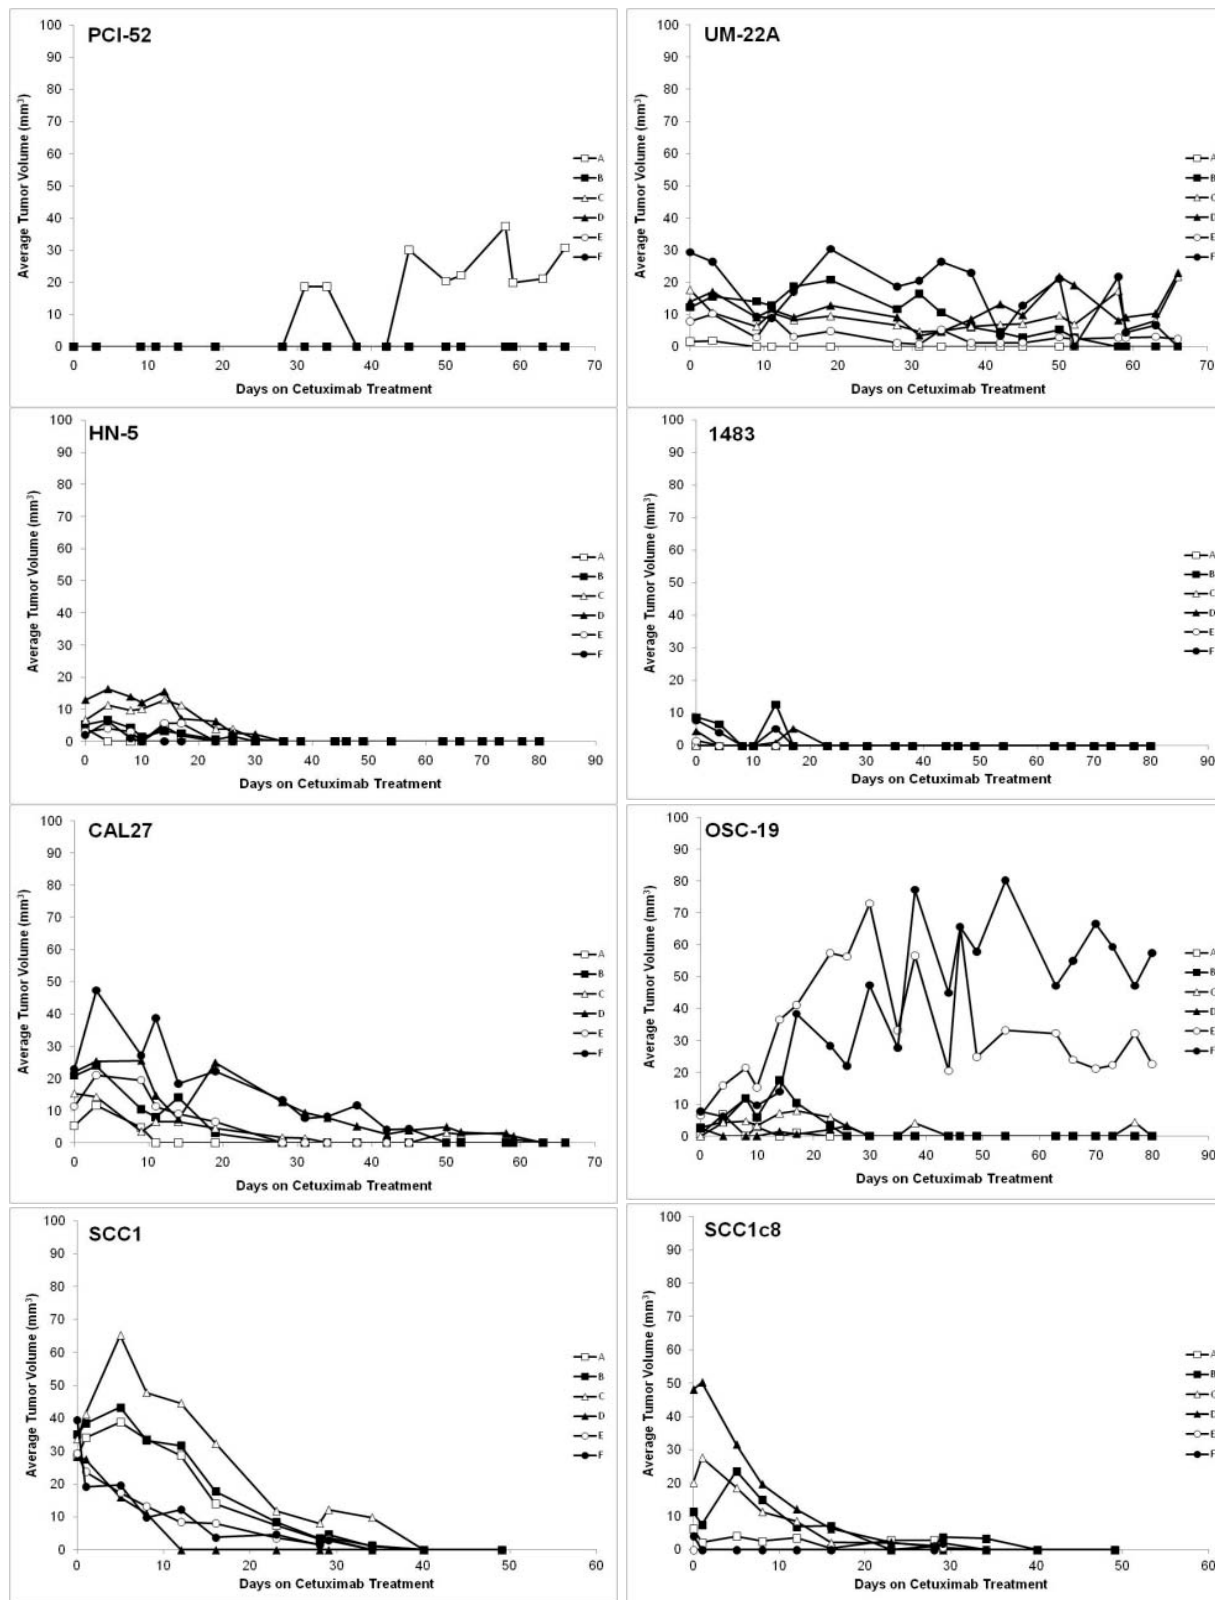 PCI-52
Average Tumor Volume (mm³)
100
90
80
70
60
50
40
30
20
10
0
0 10 20 30 40 50 60 70
Days on Cetuximab Treatment
A
B
C
D
E
F
UM-22A
Average Tumor Volume (mm³)
100
90
80
70
60
50
40
30
20
10
0
0 10 20 30 40 50 60 70
Days on Cetuximab Treatment
A
B
C
D
E
F
HN-5
Average Tumor Volume (mm³)
100
90
80
70
60
50
40
30
20
10
0
0 10 20 30 40 50 60 70 80 90
Days on Cetuximab Treatment
A
B
C
D
E
F
1483
Average Tumor Volume (mm³)
100
90
80
70
60
50
40
30
20
10
0
0 10 20 30 40 50 60 70 80 90
Days on Cetuximab Treatment
A
B
C
D
E
F
CAL27
Average Tumor Volume (mm³)
100
90
80
70
60
50
40
30
20
10
0
0 10 20 30 40 50 60 70
Days on Cetuximab Treatment
A
B
C
D
E
F
OSC-19
Average Tumor Volume (mm³)
100
90
80
70
60
50
40
30
20
10
0
0 10 20 30 40 50 60 70 80 90
Days on Cetuximab Treatment
A
B
C
D
E
F
SCC1
Average Tumor Volume (mm³)
100
90
80
70
60
50
40
30
20
10
0
0 10 20 30 40 50 60
Days on Cetuximab Treatment
A
B
C
D
E
F
SCC1c8
Average Tumor Volume (mm³)
100
90
80
70
60
50
40
30
20
10
0
0 10 20 30 40 50 60
Days on Cetuximab Treatment
A
B
C
D
E
F